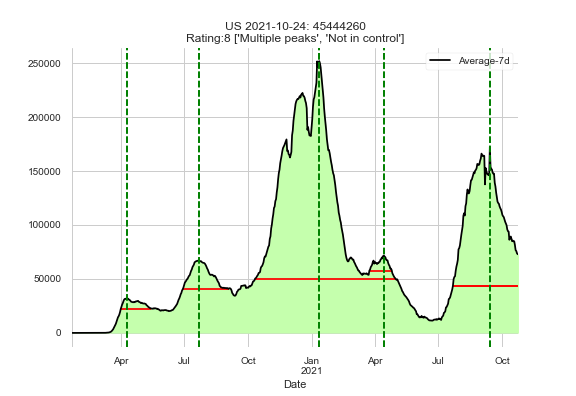 US 2021-10-24: 45444260
Rating:8 ['Multiple peaks', 'Not in control']
Average-7d
250000
200000
150000
100000
50000
0
Apr Jul Oct Jan Apr Jul Oct
2021
Date